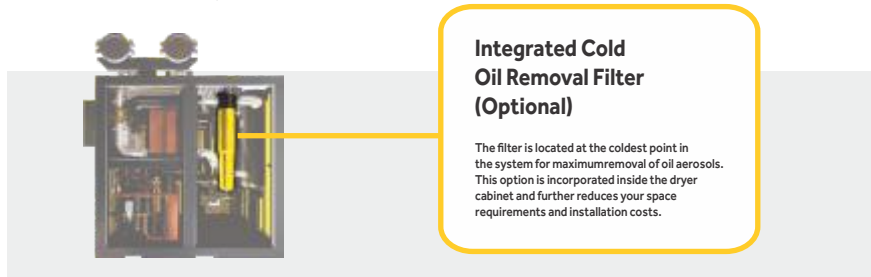 Integrated Cold
Oil Removal Filter
(Optional)
The filter is located at the coldest point in
the system for maximumremoval of oil aerosols.
This option is incorporated inside the dryer
cabinet and further reduces your space
requirements and installation costs.